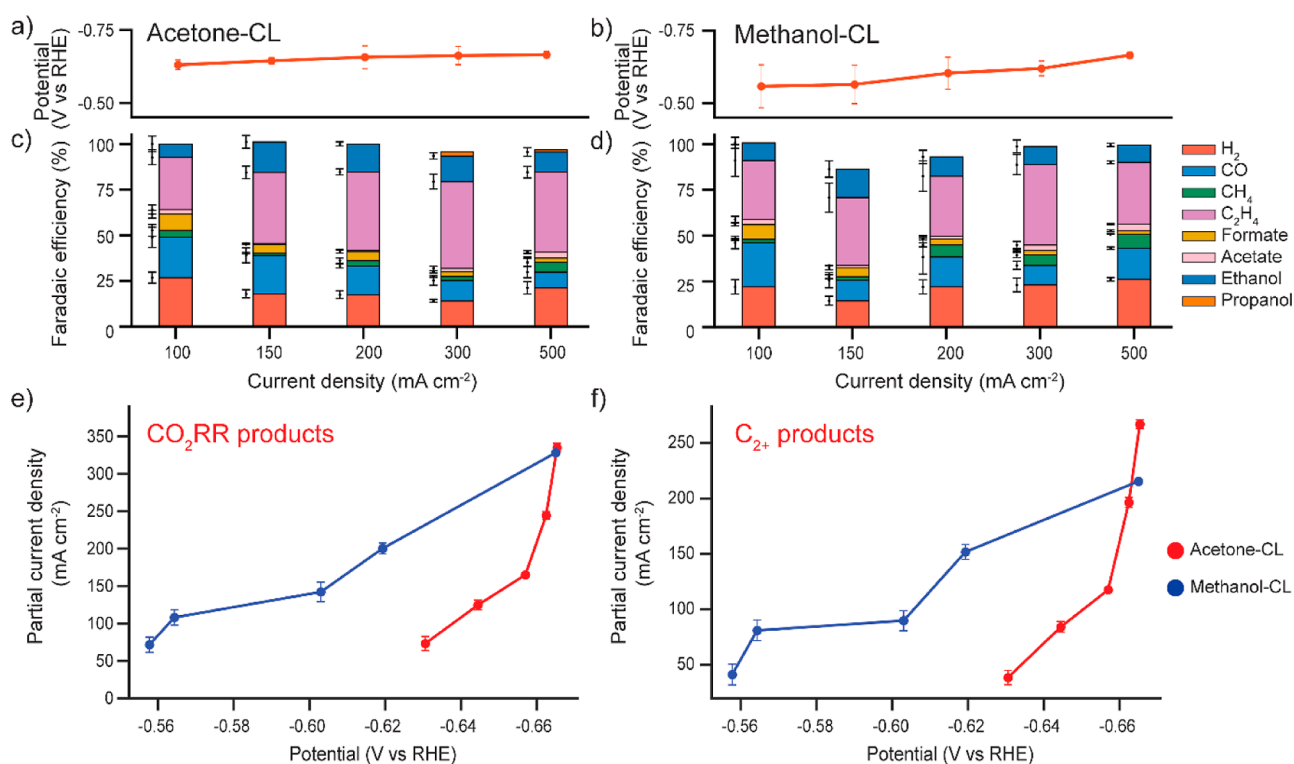 a)
Acetone-CL
Potential
(V vs RHE)
-0.75
-0.50
b)
Methanol-CL
Potential
(V vs RHE)
-0.75
-0.50
c)
Faradaic efficiency (%)
100
75
50
25
0
100
150
200
300
500
Current density (mA cm⁻²)
d)
Faradaic efficiency (%)
100
75
50
25
0
100
150
200
300
500
Current density (mA cm⁻²)
H₂
CO
CH₄
C₂H₄
Formate
Acetate
Ethanol
Propanol
e)
CO₂RR products
Partial current density
(mA cm⁻²)
350
300
250
200
150
100
50
0
-0.56
-0.58
-0.60
-0.62
-0.64
-0.66
Potential (V vs RHE)
f)
C₂₊ products
Partial current density
(mA cm⁻²)
250
200
150
100
50
-0.56
-0.58
-0.60
-0.62
-0.64
-0.66
Potential (V vs RHE)
Acetone-CL
Methanol-CL